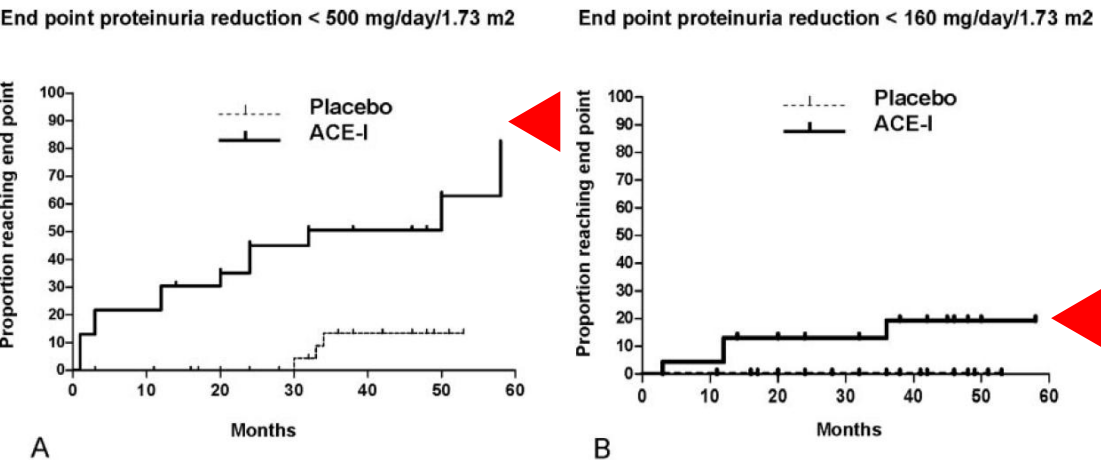 End point proteinuria reduction < 500 mg/day/1.73 m2
Proportion reaching end point
100
90
80
70
60
50
40
30
20
10
0
Placebo
ACE-I
0 10 20 30 40 50 60
Months
A
End point proteinuria reduction < 160 mg/day/1.73 m2
Proportion reaching end point
100
90
80
70
60
50
40
30
20
10
0
Placebo
ACE-I
0 10 20 30 40 50 60
Months
B